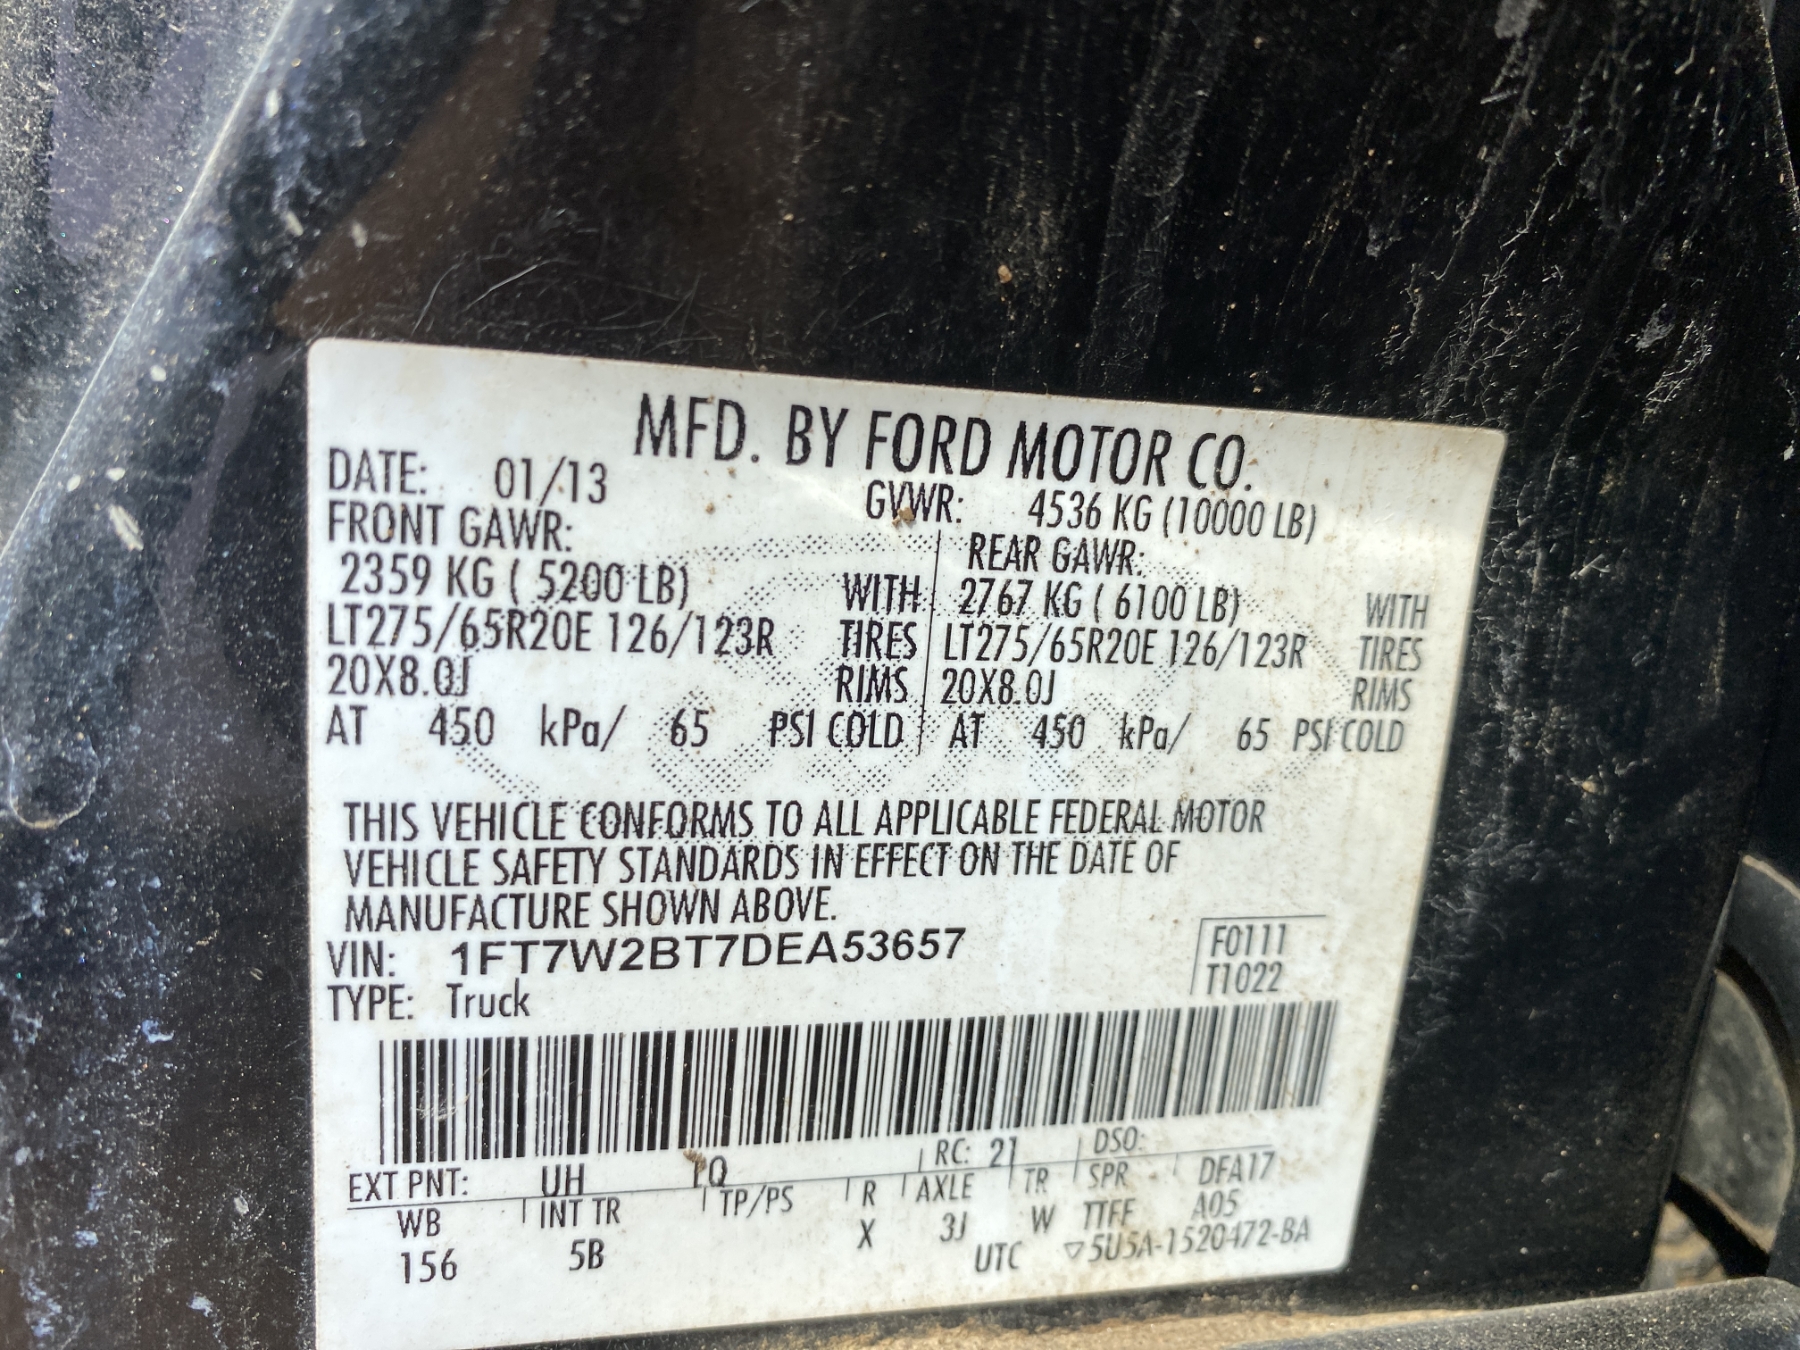 MFD. BY FORD MOTOR CO.
DATE: 01/13 GVWR: 4536 KG (10000 LB)
FRONT GAWR: REAR GAWR:
2359 KG ( 5200 LB) WITH 2767 KG ( 6100 LB) WITH
LT275/65R20E 126/123R TIRES LT275/65R20E 126/123R TIRES
20X8.0J RIMS 20X8.0J RIMS
AT 450 kPa/ 65 PSI COLD AT 450 kPa/ 65 PSI COLD
THIS VEHICLE CONFORMS TO ALL APPLICABLE FEDERAL MOTOR
VEHICLE SAFETY STANDARDS IN EFFECT ON THE DATE OF
MANUFACTURE SHOWN ABOVE.
VIN: 1FT7W2BT7DEA53657 F0111
TYPE: Truck T1022
EXT PNT: UH RC: 21 DSO:
WB INT TR TP/PS R AXLE TR SPR DFA17
156 5B X 3J W TTFF A05
UTC ▽5U5A-1520472-BA